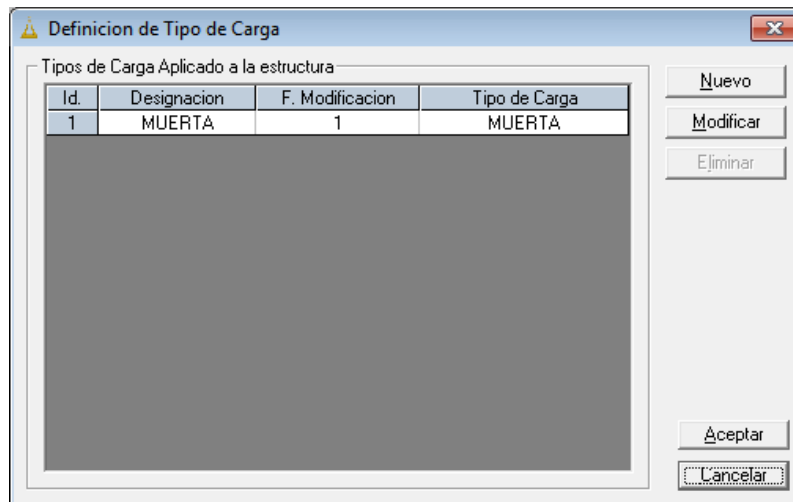 Definicion de Tipo de Carga
Tipos de Carga Aplicado a la estructura
Id. Designacion F. Modificacion Tipo de Carga
1 MUERTA 1 MUERTA
Nuevo
Modificar
Eliminar
Aceptar
Cancelar